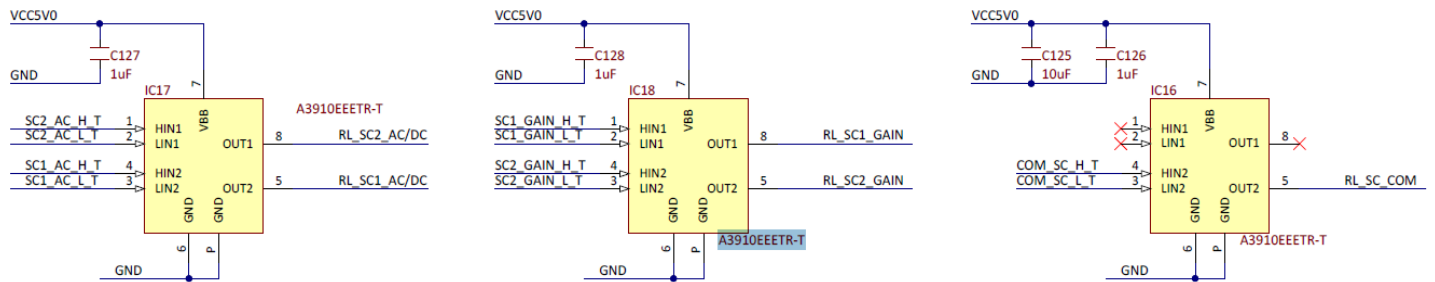 VCC5V0
C127
1uF
GND
IC17
7
A3910EEETR-T
VBB
SC2_AC_H_T
1
HIN1
SC2_AC_L_T
2
LIN1
OUT1
8
RL_SC2_AC/DC
SC1_AC_H_T
4
HIN2
SC1_AC_L_T
3
LIN2
OUT2
5
RL_SC1_AC/DC
GND
GND
6
P
GND
VCC5V0
C128
1uF
GND
IC18
7
VBB
SC1_GAIN_H_T
1
HIN1
SC1_GAIN_L_T
2
LIN1
OUT1
8
RL_SC1_GAIN
SC2_GAIN_H_T
4
HIN2
SC2_GAIN_L_T
3
LIN2
OUT2
5
RL_SC2_GAIN
GND
GND
6
P
A3910EEETR-T
GND
VCC5V0
C125
10uF
C126
1uF
GND
IC16
7
VBB
1
HIN1
2
LIN1
OUT1
8
COM_SC_H_T
4
HIN2
COM_SC_L_T
3
LIN2
OUT2
5
RL_SC_COM
GND
GND
6
P
A3910EEETR-T
GND